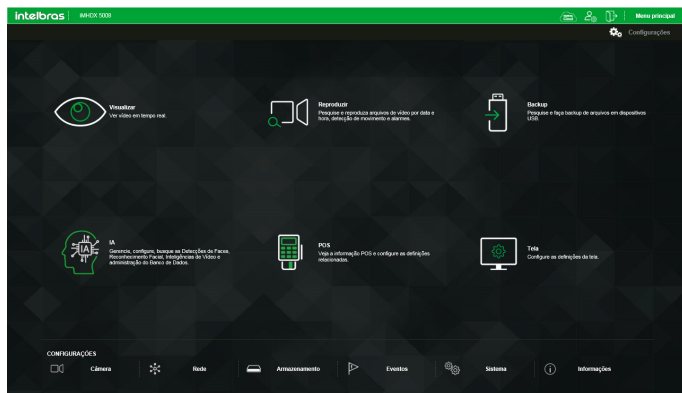 intelbras iMHDX 5008 Menu principal
Configurações
Visualizar
Ver vídeo em tempo real.
Reproduzir
Pesquise e reproduza arquivos de vídeo por data e
hora, detecção de movimento e alarmes.
Backup
Pesquise e faça backup de arquivos em dispositivos
USB.
IA
IA
Gerencie, configure, busque as Detecções de Faces,
Reconhecimento Facial, Inteligências de Vídeo e
administração do Banco de Dados.
POS
Veja a informação POS e configure as definições
relacionadas.
Tela
Configure as definições da tela.
CONFIGURAÇÕES
Câmera Rede Armazenamento Eventos Sistema Informações